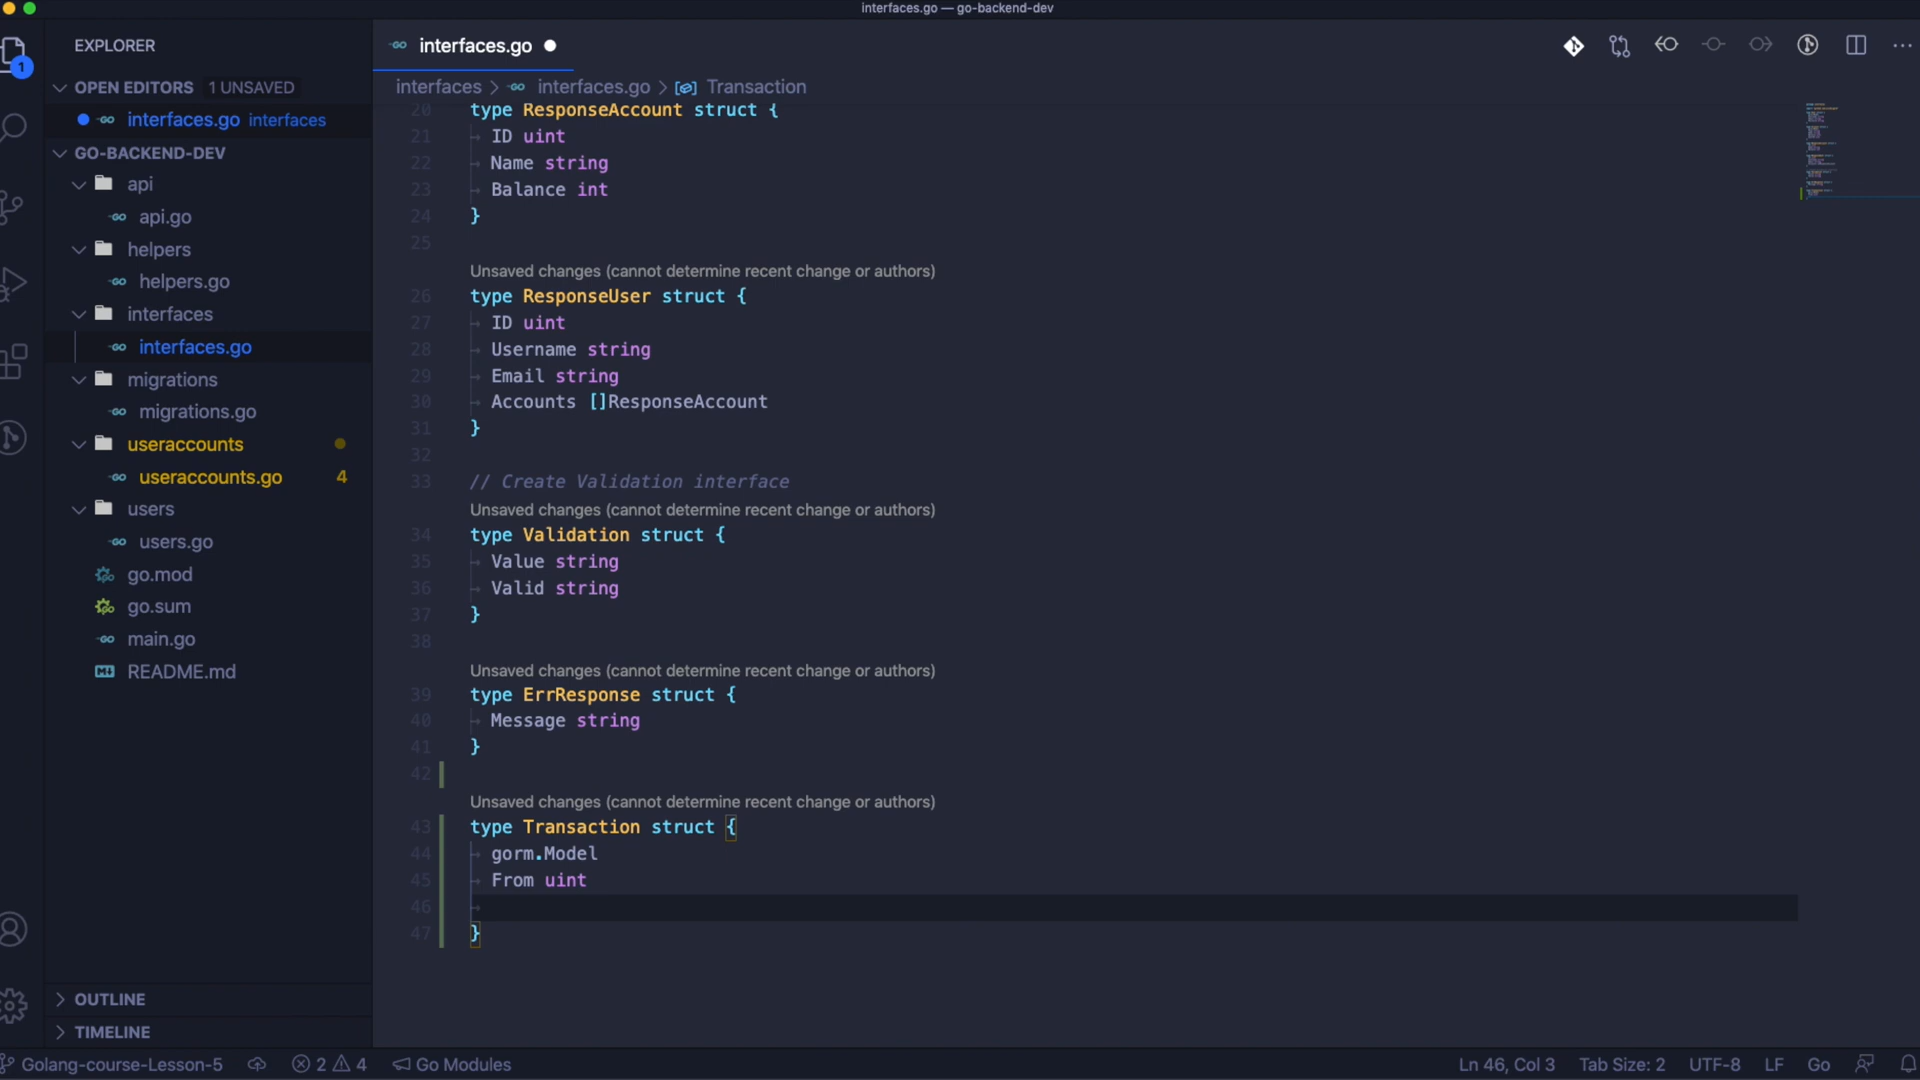 interfaces.go — go-backend-dev
EXPLORER
1
OPEN EDITORS 1 UNSAVED
interfaces.go interfaces
GO-BACKEND-DEV
api
api.go
helpers
helpers.go
interfaces
interfaces.go
migrations
migrations.go
useraccounts
useraccounts.go 4
users
users.go
go.mod
go.sum
main.go
README.md
OUTLINE
TIMELINE
interfaces.go
interfaces > interfaces.go > Transaction
20 type ResponseAccount struct {
21 ID uint
22 Name string
23 Balance int
24 }
25
Unsaved changes (cannot determine recent change or authors)
26 type ResponseUser struct {
27 ID uint
28 Username string
29 Email string
30 Accounts []ResponseAccount
31 }
32
33 // Create Validation interface
Unsaved changes (cannot determine recent change or authors)
34 type Validation struct {
35 Value string
36 Valid string
37 }
38
Unsaved changes (cannot determine recent change or authors)
39 type ErrResponse struct {
40 Message string
41 }
42
Unsaved changes (cannot determine recent change or authors)
43 type Transaction struct {
44 gorm.Model
45 From uint
46
47 }
Golang-course-Lesson-5 2 4 Go Modules Ln 46, Col 3 Tab Size: 2 UTF-8 LF Go